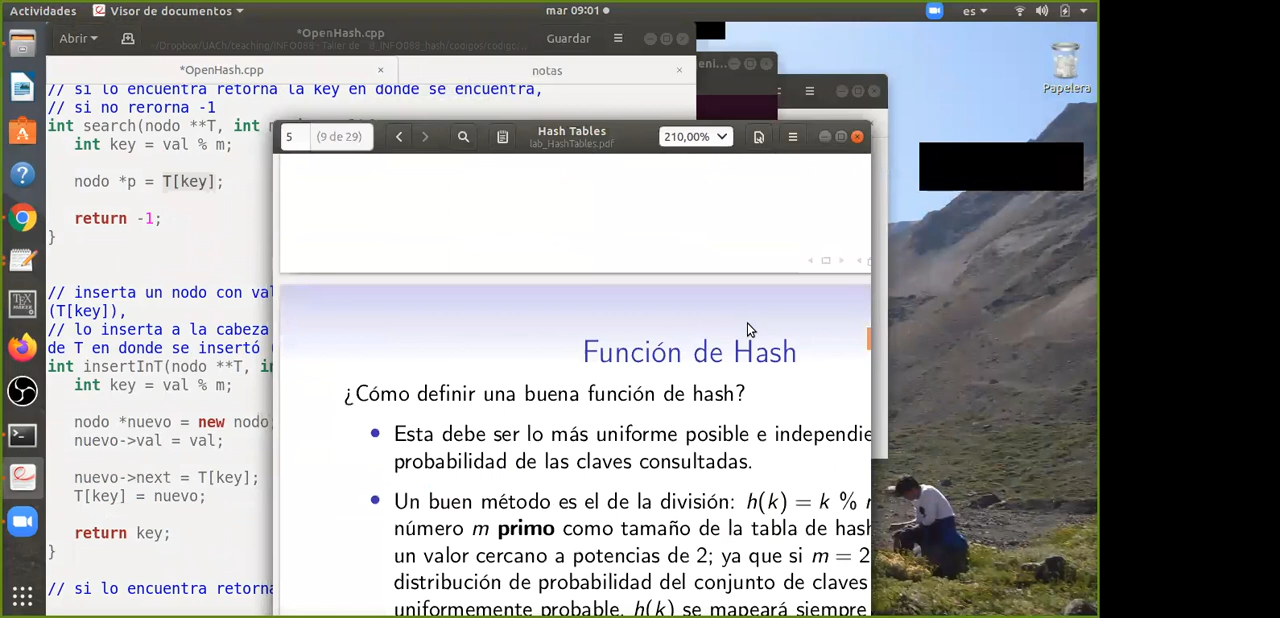 Actividades
Visor de documentos
mar 09:01
es
Abrir
*OpenHash.cpp
Guardar
*OpenHash.cpp
notas
// si lo encuentra retorna la key en donde se encuentra,
// si no rerorna -1
int search(nodo **T, int
int key = val % m;
nodo *p = T[key];
return -1;
}
// inserta un nodo con val
(T[key]),
// lo inserta a la cabeza
de T en donde se insertó
int insertInT(nodo **T, in
int key = val % m;
nodo *nuevo = new nodo;
nuevo->val = val;
nuevo->next = T[key];
T[key] = nuevo;
return key;
}
// si lo encuentra retorna
5 (9 de 29)
Hash Tables
lab_HashTables.pdf
210,00%
Función de Hash
¿Cómo definir una buena función de hash?
• Esta debe ser lo más uniforme posible e independie
probabilidad de las claves consultadas.
• Un buen método es el de la división: h(k) = k %
número m primo como tamaño de la tabla de hash
un valor cercano a potencias de 2; ya que si m = 2
distribución de probabilidad del conjunto de claves
uniformemente probable, h(k) se mapeará siempre
Papelera